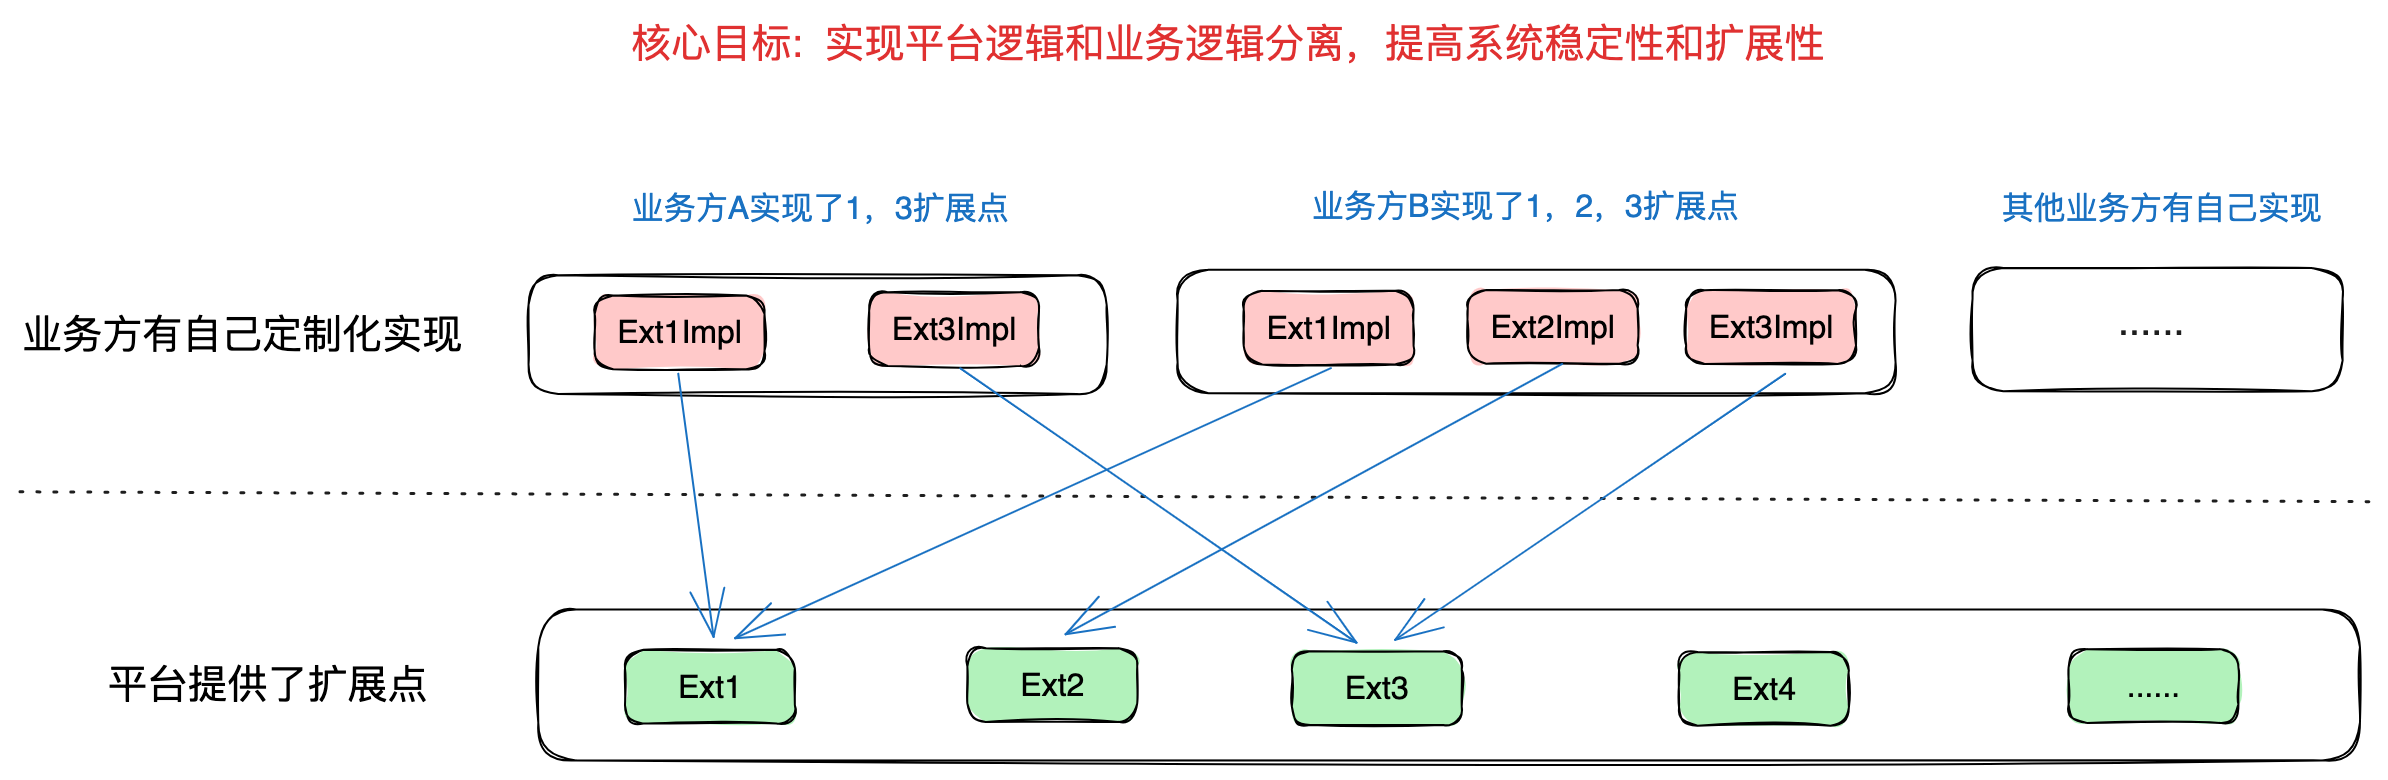 核心目标：实现平台逻辑和业务逻辑分离，提高系统稳定性和扩展性
业务方A实现了1，3扩展点
业务方B实现了1，2，3扩展点
其他业务方有自己实现
业务方有自己定制化实现
Ext1Impl
Ext3Impl
Ext1Impl
Ext2Impl
Ext3Impl
......
平台提供了扩展点
Ext1
Ext2
Ext3
Ext4
......